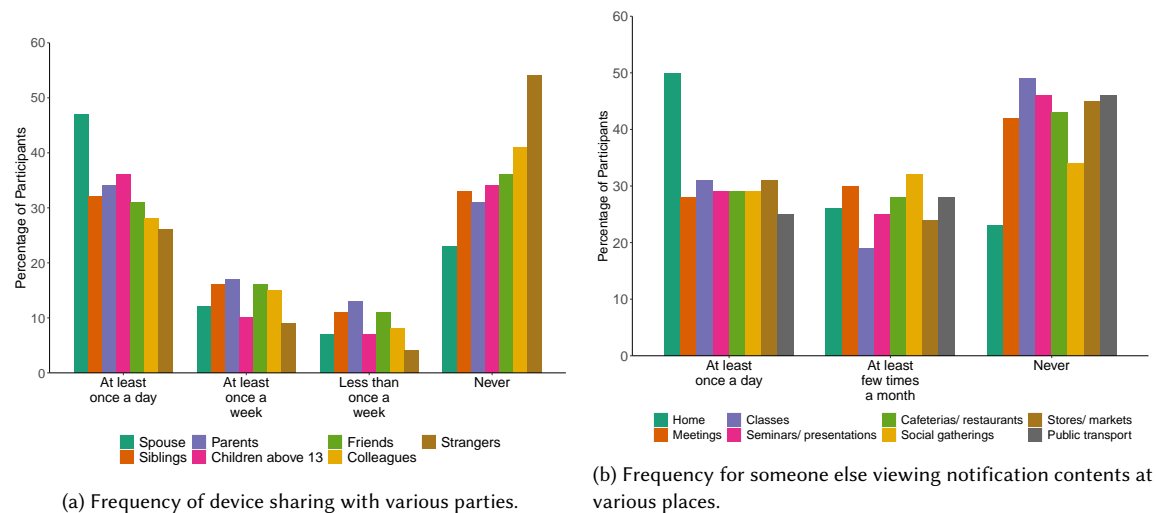 60
50
40
30
20
10
0
Percentage of Participants
At least
once a day
At least
once a
week
Less than
once a
week
Never
Spouse Parents Friends Strangers
Siblings Children above 13 Colleagues
(a) Frequency of device sharing with various parties.
60
50
40
30
20
10
0
Percentage of Participants
At least
once a day
At least
few times
a month
Never
Home Classes Cafeterias/ restaurants Stores/ markets
Meetings Seminars/ presentations Social gatherings Public transport
(b) Frequency for someone else viewing notification contents at
various places.